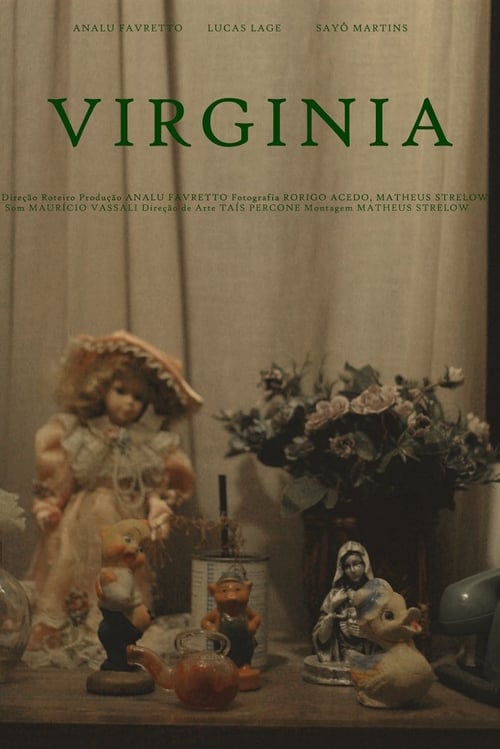 ANALU FAVRETTO LUCAS LAGE SAYÔ MARTINS
VIRGINIA
Direção Roteiro Produção ANALU FAVRETTO Fotografia RORIGO ACEDO, MATHEUS STRELOW
Som MAURÍCIO VASSALI Direção de Arte TAÍS PERCONE Montagem MATHEUS STRELOW